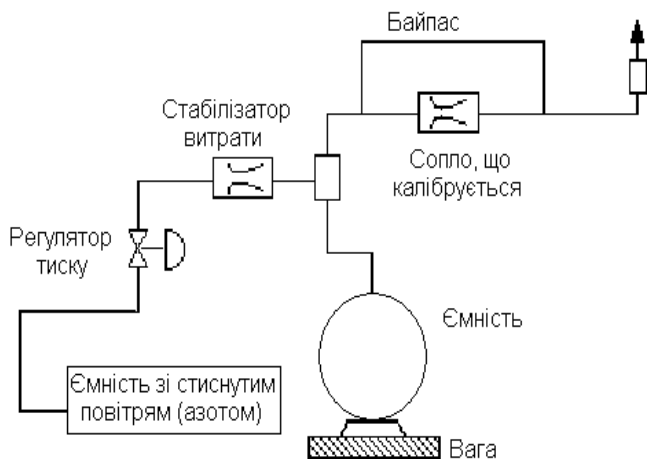 Байпас
Стабілізатор
витрати
Сопло, що
калібрується
Регулятор
тиску
Ємність
Ємність зі стиснутим
повітрям (азотом)
Вага